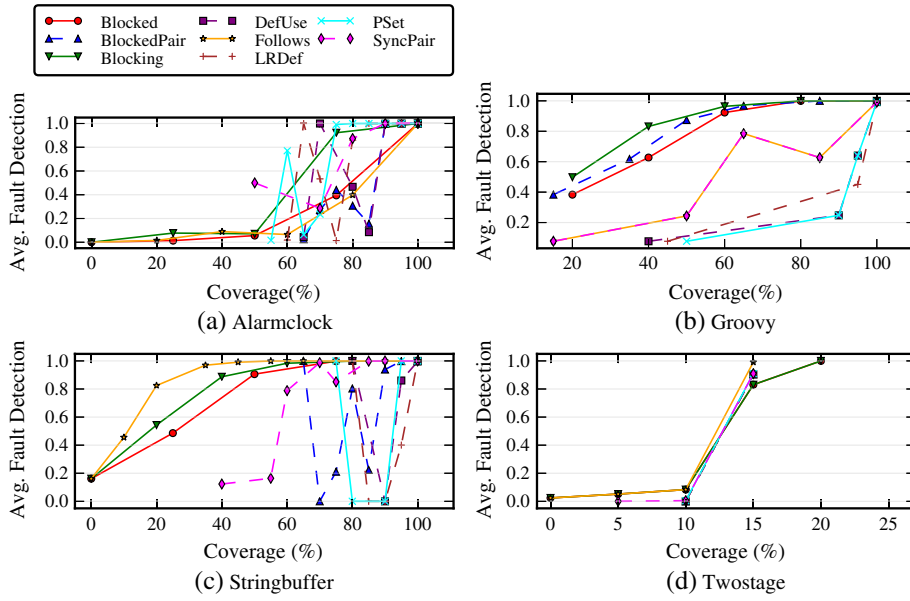 Blocked DefUse PSet
BlockedPair Follows SyncPair
Blocking LRDef
Avg. Fault Detection
1.0
0.8
0.6
0.4
0.2
0.0
0 20 40 60 80 100
Coverage(%)
(a) Alarmclock
Avg. Fault Detection
1.0
0.8
0.6
0.4
0.2
20 40 60 80 100
Coverage (%)
(b) Groovy
Avg. Fault Detection
1.0
0.8
0.6
0.4
0.2
0.0
0 20 40 60 80 100
Coverage (%)
(c) Stringbuffer
Avg. Fault Detection
1.0
0.8
0.6
0.4
0.2
0.0
0 5 10 15 20 25
Coverage (%)
(d) Twostage